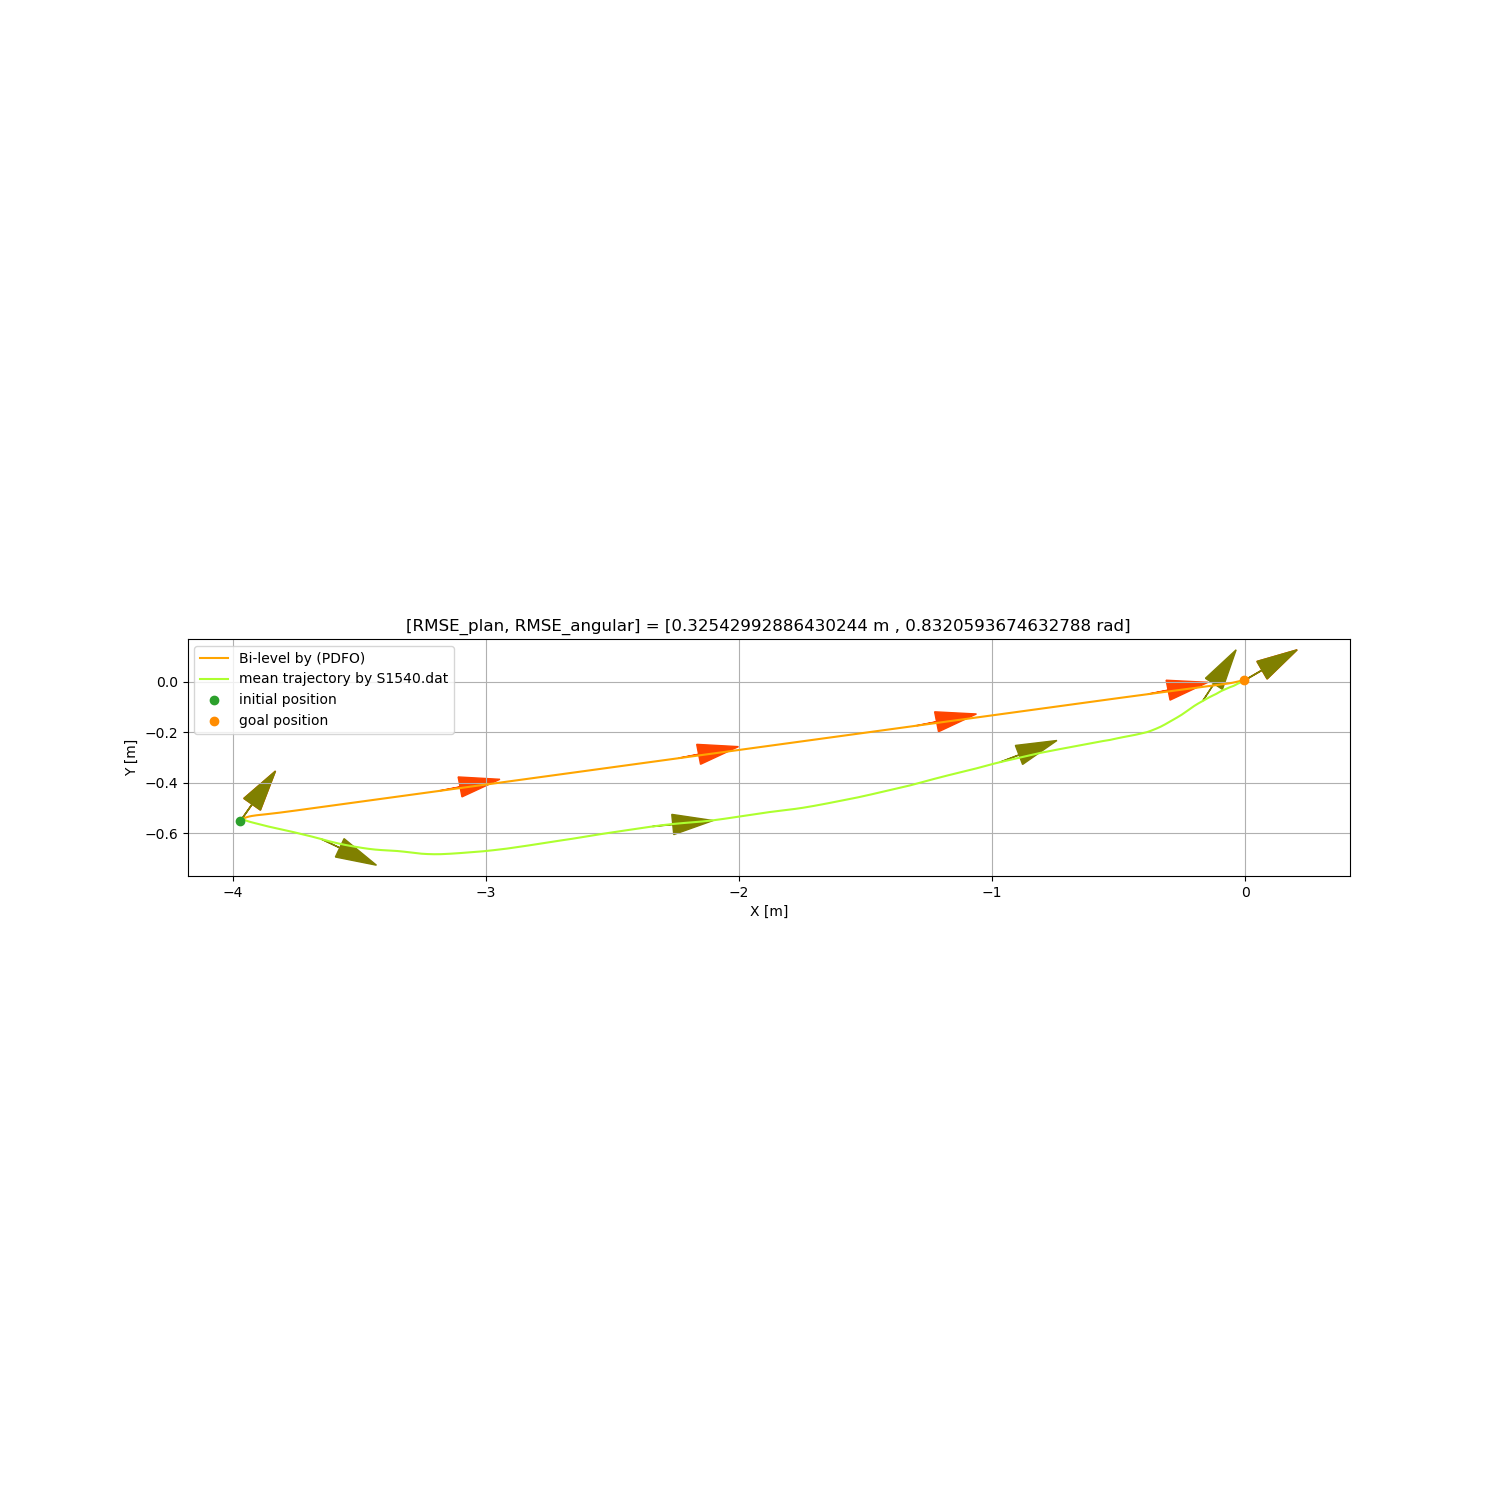 [RMSE_plan, RMSE_angular] = [0.32542992886430244 m , 0.8320593674632788 rad]
Bi-level by (PDFO)
mean trajectory by S1540.dat
initial position
goal position
0.0
−0.2
−0.4
−0.6
Y [m]
−4 −3 −2 −1 0
X [m]